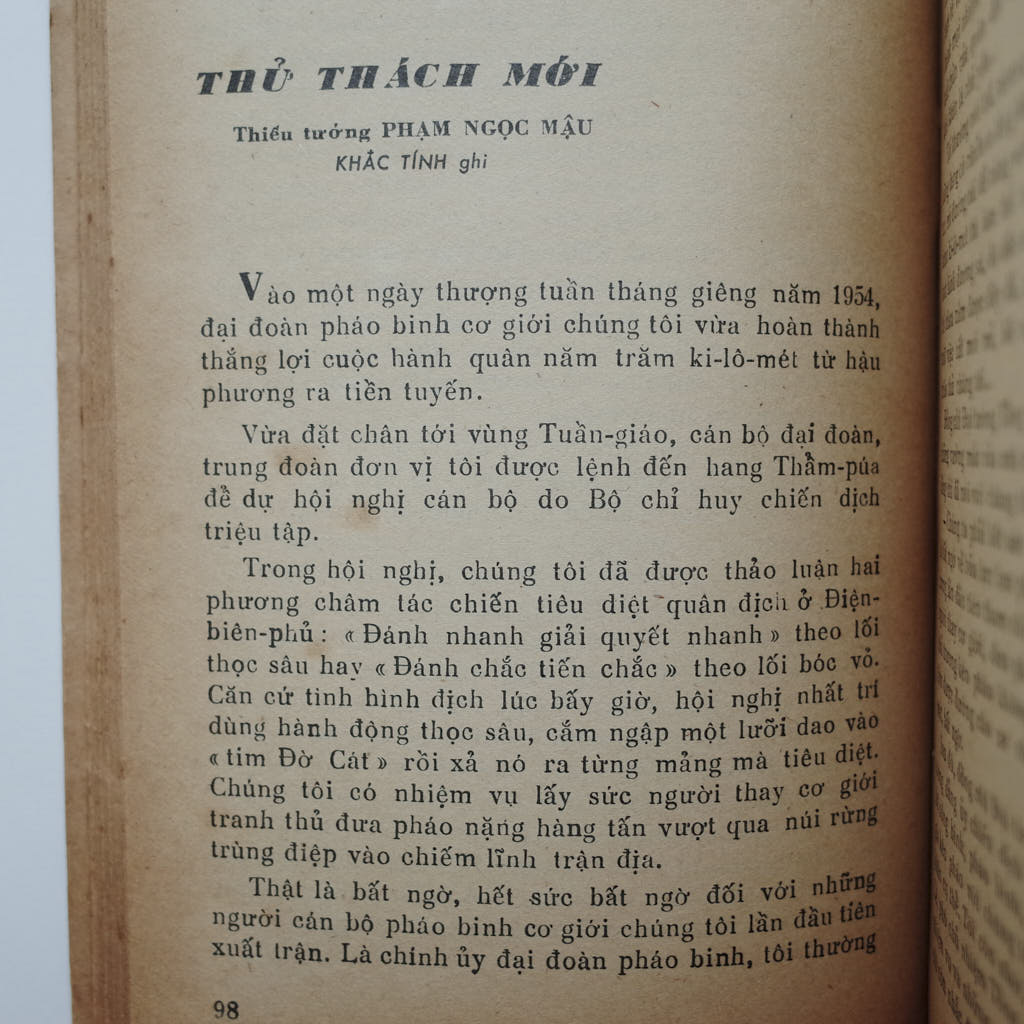 THỬ THÁCH MỚI
Thiếu tướng PHẠM NGỌC MẬU
KHẮC TÍNH ghi
Vào một ngày thượng tuần tháng giêng năm 1954,
đại đoàn pháo binh cơ giới chúng tôi vừa hoàn thành
thắng lợi cuộc hành quân năm trăm ki-lô-mét từ hậu
phương ra tiền tuyến.
Vừa đặt chân tới vùng Tuần-giáo, cán bộ đại đoàn,
trung đoàn đơn vị tôi được lệnh đến hang Thẩm-púa
để dự hội nghị cán bộ do Bộ chỉ huy chiến dịch
triệu tập.
Trong hội nghị, chúng tôi đã được thảo luận hai
phương châm tác chiến tiêu diệt quân địch ở Điện-
biên-phủ : « Đánh nhanh giải quyết nhanh » theo lối
thọc sâu hay « Đánh chắc tiến chắc » theo lối bóc vỏ.
Căn cứ tình hình địch lúc bấy giờ, hội nghị nhất trí
dùng hành động thọc sâu, cắm ngập một lưỡi dao vào
« tim Đờ Cát » rồi xả nó ra từng mảng mà tiêu diệt.
Chúng tôi có nhiệm vụ lấy sức người thay cơ giới
tranh thủ đưa pháo nặng hàng tấn vượt qua núi rừng
trùng điệp vào chiếm lĩnh trận địa.
Thật là bất ngờ, hết sức bất ngờ đối với những
người cán bộ pháo binh cơ giới chúng tôi lần đầu tiên
xuất trận. Là chính ủy đại đoàn pháo binh, tôi thường
98